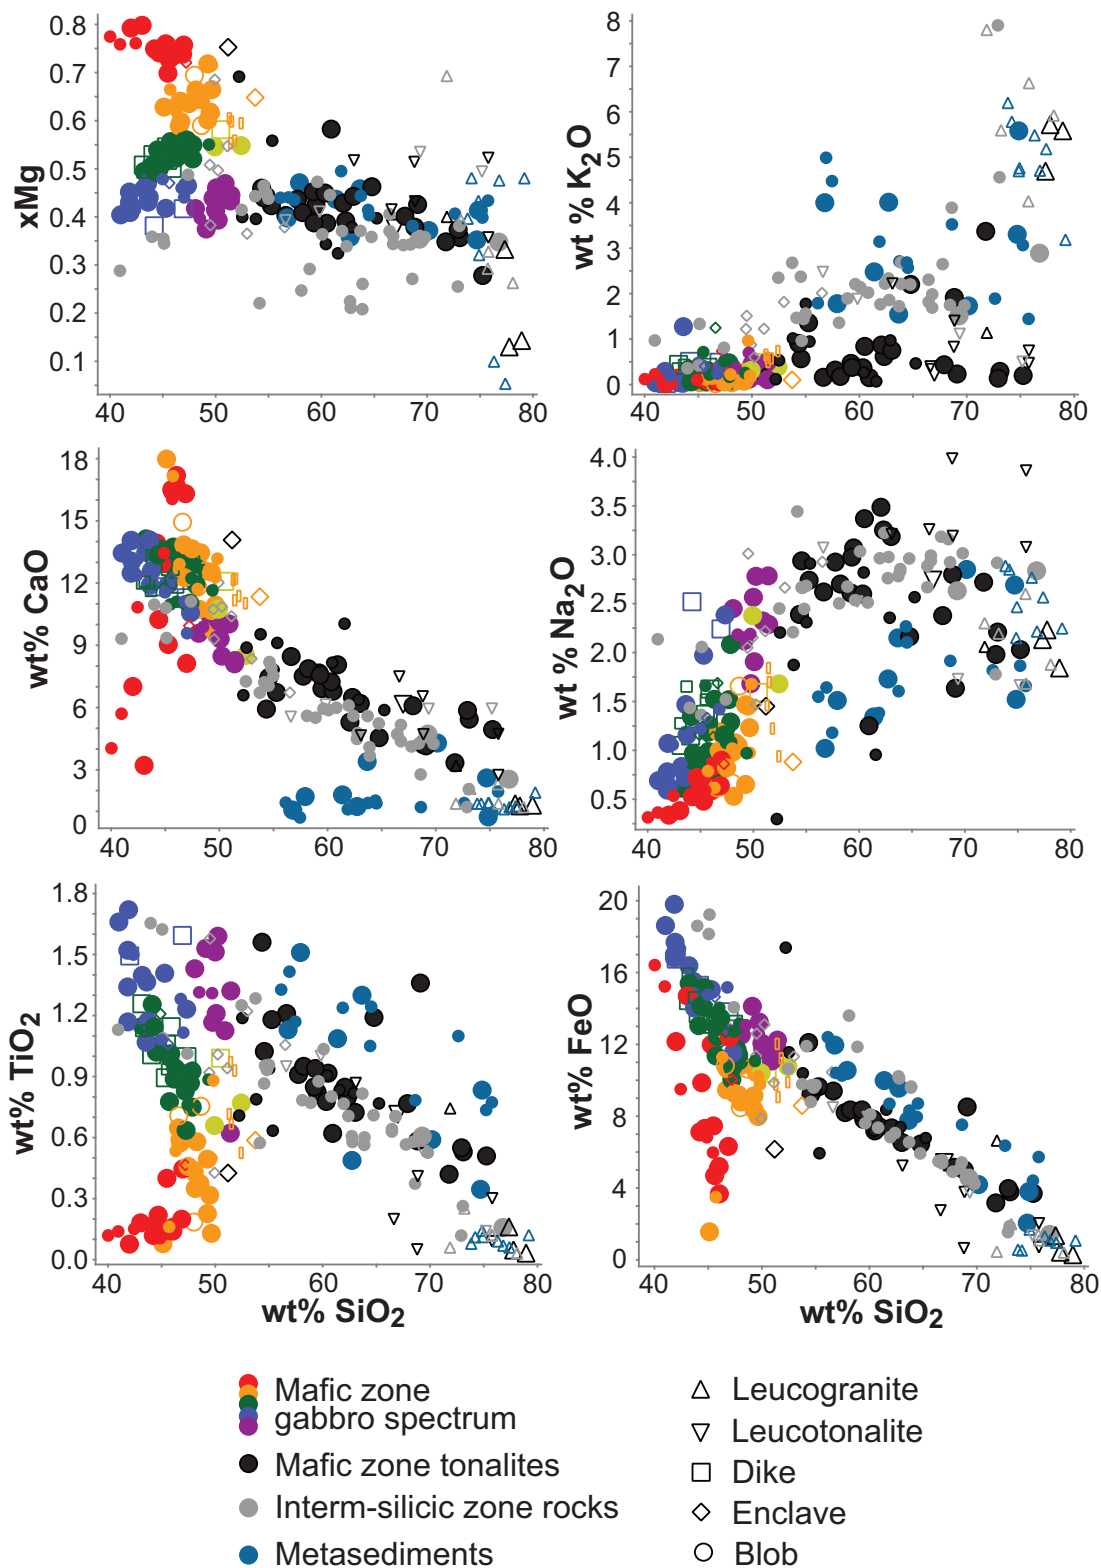 0.8
0.7
0.6
0.5
0.4
0.3
0.2
0.1
xMg
40 50 60 70 80
8
7
6
5
4
3
2
1
0
wt % K2O
40 50 60 70 80
18
15
12
9
6
3
0
wt% CaO
40 50 60 70 80
4.0
3.5
3.0
2.5
2.0
1.5
1.0
0.5
wt % Na2O
40 50 60 70 80
1.8
1.5
1.2
0.9
0.6
0.3
0.0
wt% TiO2
40 50 60 70 80
wt% SiO2
20
16
12
8
4
0
wt% FeO
40 50 60 70 80
wt% SiO2
Mafic zone
gabbro spectrum
Mafic zone tonalites
Interm-silicic zone rocks
Metasediments
Leucogranite
Leucotonalite
Dike
Enclave
Blob